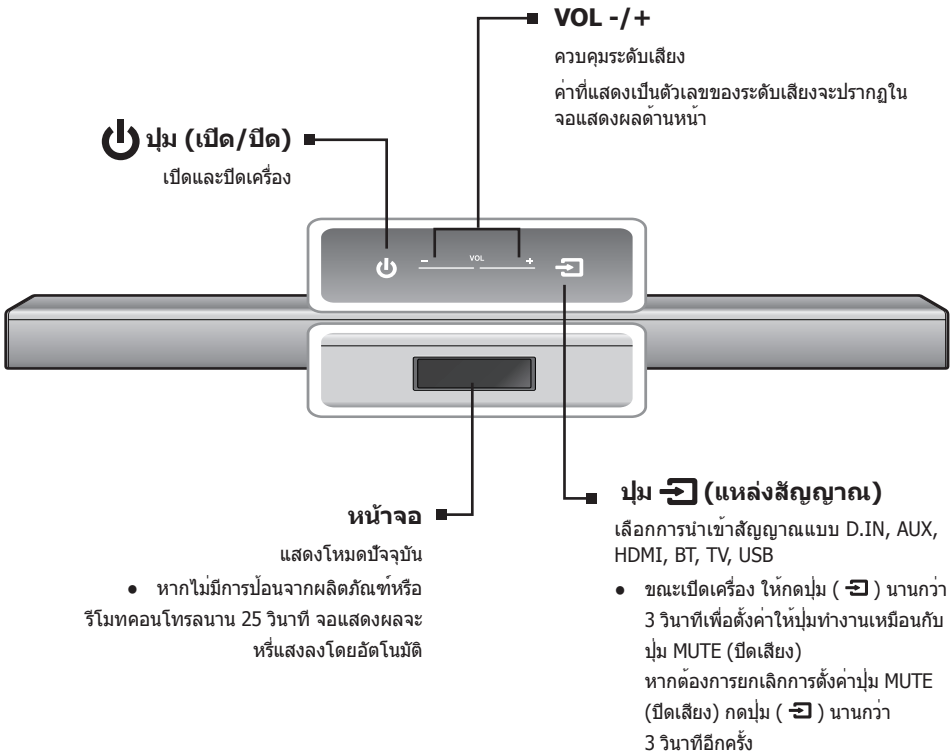 VOL -/+
ควบคุมระดับเสียง
ค่าที่แสดงเป็นตัวเลขของระดับเสียงจะปรากฏใน
จอแสดงผลด้านหน้า
ปุ่ม (เปิด/ปิด)
เปิดและปิดเครื่อง
- VOL +
หน้าจอ
แสดงโหมดปัจจุบัน
● หากไม่มีการป้อนจากผลิตภัณฑ์หรือ
รีโมทคอนโทรลนาน 25 วินาที จอแสดงผลจะ
หรี่แสงลงโดยอัตโนมัติ
ปุ่ม (แหล่งสัญญาณ)
เลือกการนำเข้าสัญญาณแบบ D.IN, AUX,
HDMI, BT, TV, USB
● ขณะเปิดเครื่อง ให้กดปุ่ม ( ) นานกว่า
3 วินาทีเพื่อตั้งค่าให้ปุ่มทำงานเหมือนกับ
ปุ่ม MUTE (ปิดเสียง)
หากต้องการยกเลิกการตั้งค่าปุ่ม MUTE
(ปิดเสียง) กดปุ่ม ( ) นานกว่า
3 วินาทีอีกครั้ง